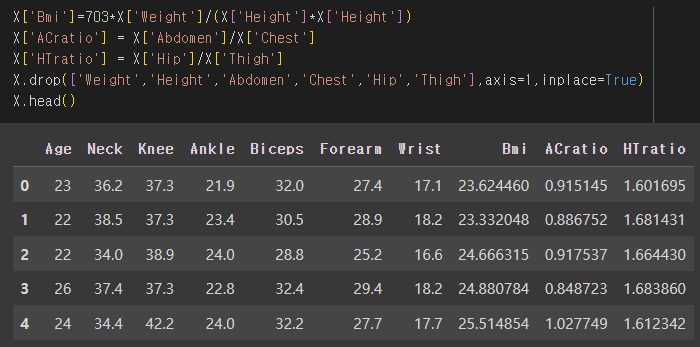 X['Bmi']=703*X['Weight']/(X['Height']*X['Height'])
X['ACratio'] = X['Abdomen']/X['Chest']
X['HTratio'] = X['Hip']/X['Thigh']
X.drop(['Weight','Height','Abdomen','Chest','Hip','Thigh'],axis=1,inplace=True)
X.head()
Age Neck Knee Ankle Biceps Forearm Wrist Bmi ACratio HTratio
0 23 36.2 37.3 21.9 32.0 27.4 17.1 23.624460 0.915145 1.601695
1 22 38.5 37.3 23.4 30.5 28.9 18.2 23.332048 0.886752 1.681431
2 22 34.0 38.9 24.0 28.8 25.2 16.6 24.666315 0.917537 1.664430
3 26 37.4 37.3 22.8 32.4 29.4 18.2 24.880784 0.848723 1.683860
4 24 34.4 42.2 24.0 32.2 27.7 17.7 25.514854 1.027749 1.612342